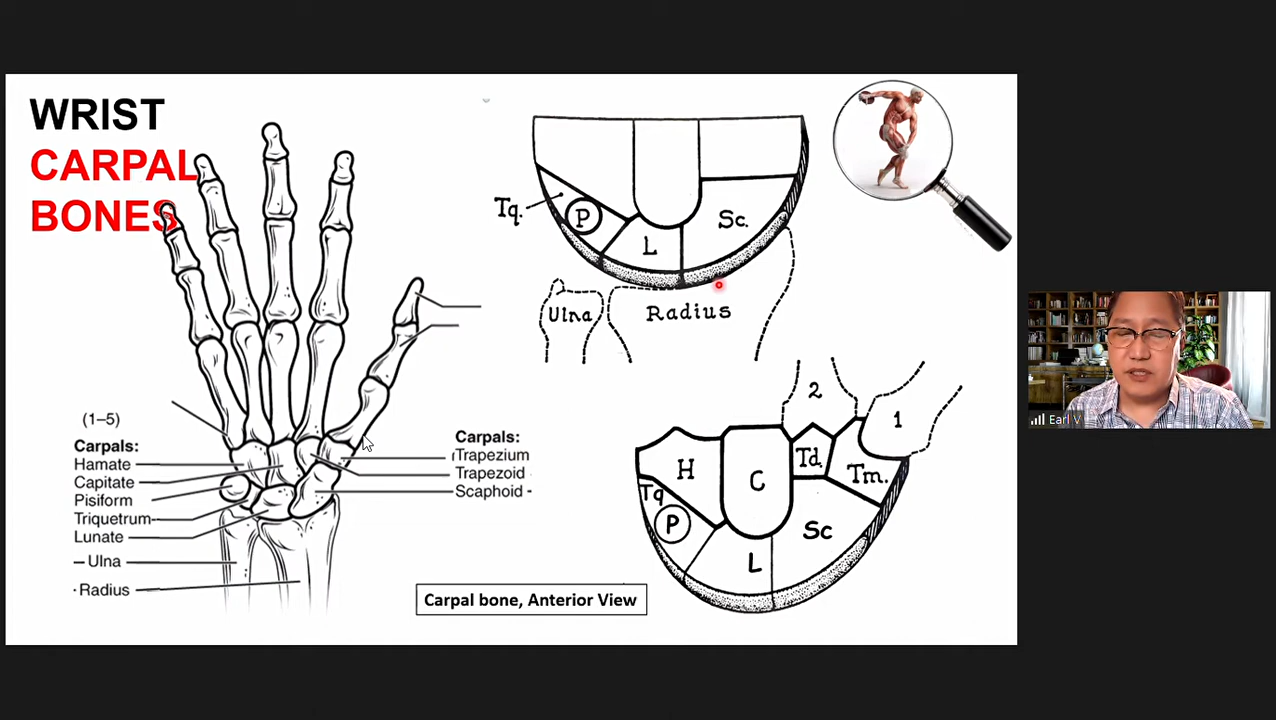 WRIST
CARPAL
BONES
Tq.
P
L
Sc.
Ulna
Radius
2
1
H
C
Td.
Tm.
Tq
P
L
Sc
(1–5)
Carpals:
Hamate
Capitate
Pisiform
Triquetrum
Lunate
Ulna
Radius
Carpals:
Trapezium
Trapezoid
Scaphoid
Carpal bone, Anterior View
Earl V